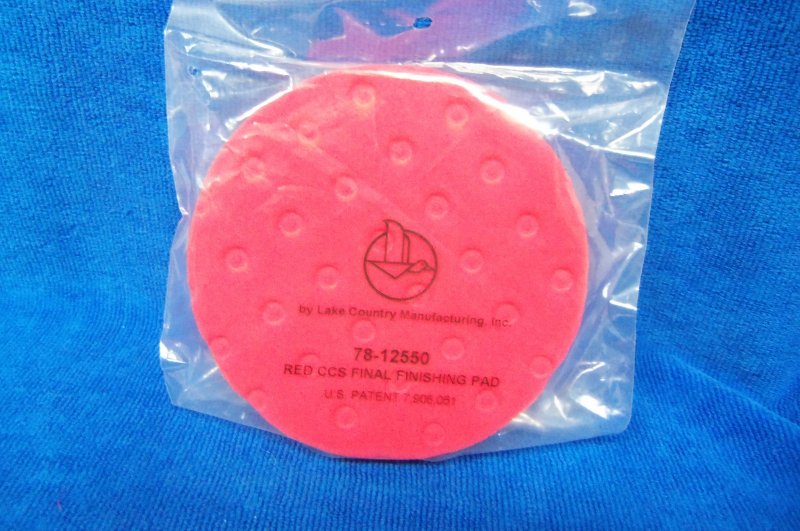 by Lake Country Manufacturing, Inc.
78-12550
RED CCS FINAL FINISHING PAD
U.S. PATENT 7,906,051